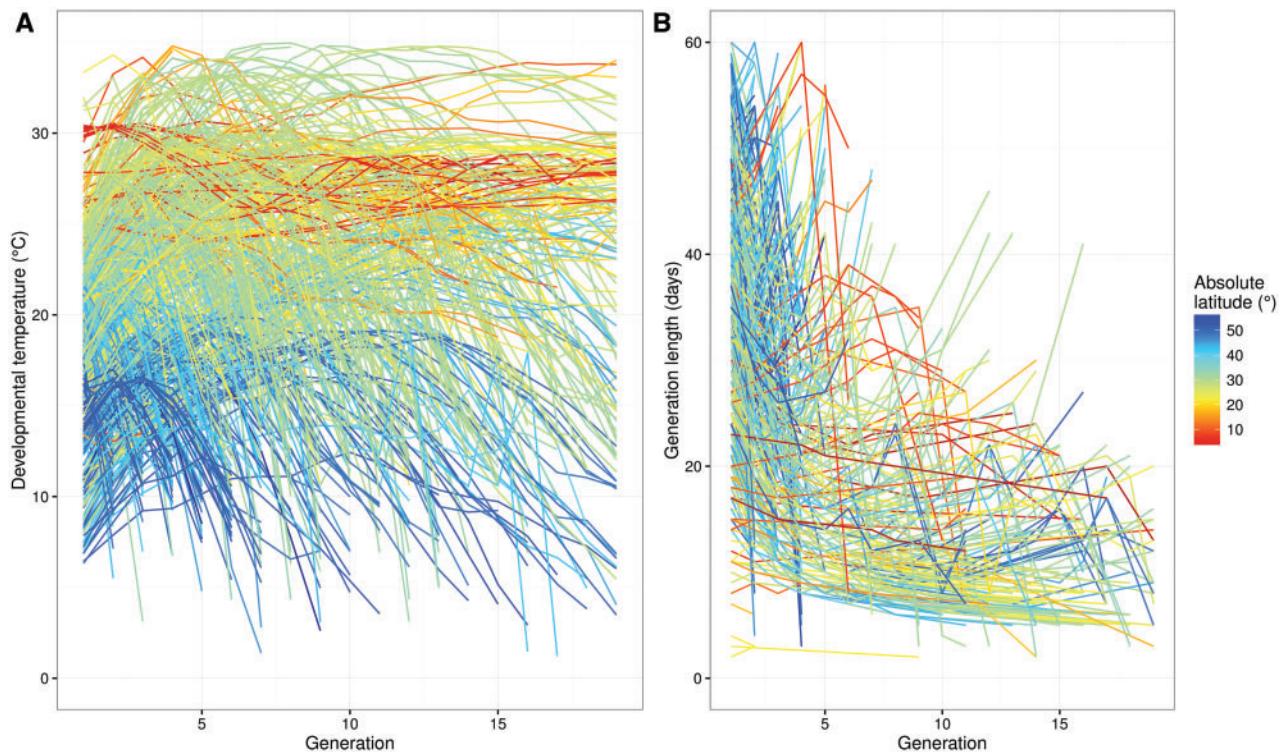 A
Developmental temperature (°C)
30
20
10
0
5
10
15
Generation
B
Generation length (days)
60
40
20
0
5
10
15
Generation
Absolute
latitude (°)
50
40
30
20
10